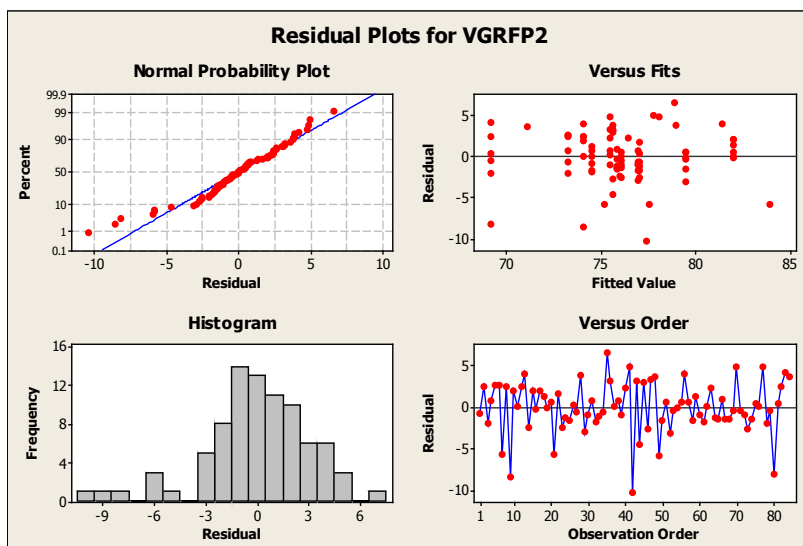 Residual Plots for VGRFP2
Normal Probability Plot
99.9
99
90
50
10
1
0.1
Percent
-10 -5 0 5 10
Residual
Versus Fits
5
0
-5
-10
Residual
70 75 80 85
Fitted Value
Histogram
16
12
8
4
0
Frequency
-9 -6 -3 0 3 6
Residual
Versus Order
5
0
-5
-10
Residual
1 10 20 30 40 50 60 70 80
Observation Order